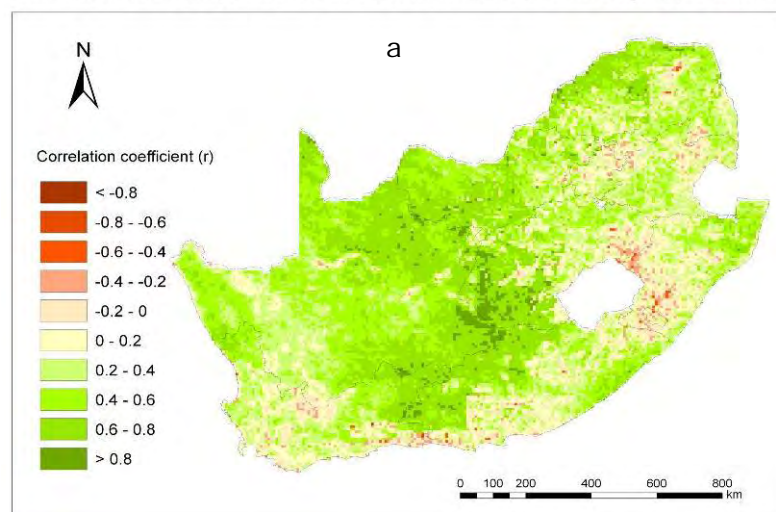 a
N
Correlation coefficient (r)
< -0.8
-0.8 - -0.6
-0.6 - -0.4
-0.4 - -0.2
-0.2 - 0
0 - 0.2
0.2 - 0.4
0.4 - 0.6
0.6 - 0.8
> 0.8
0 100 200 400 600 800
km